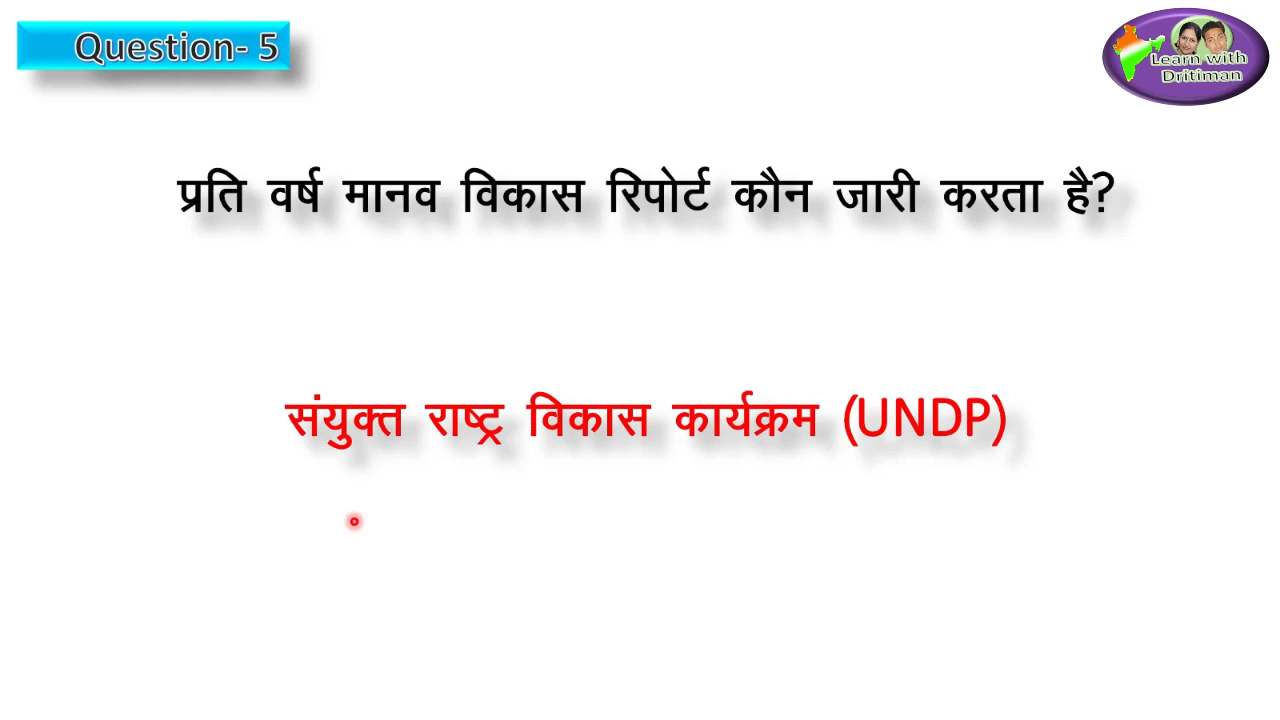 Question- 5
Learn with
Dritiman
प्रति वर्ष मानव विकास रिपोर्ट कौन जारी करता है?
संयुक्त राष्ट्र विकास कार्यक्रम (UNDP)